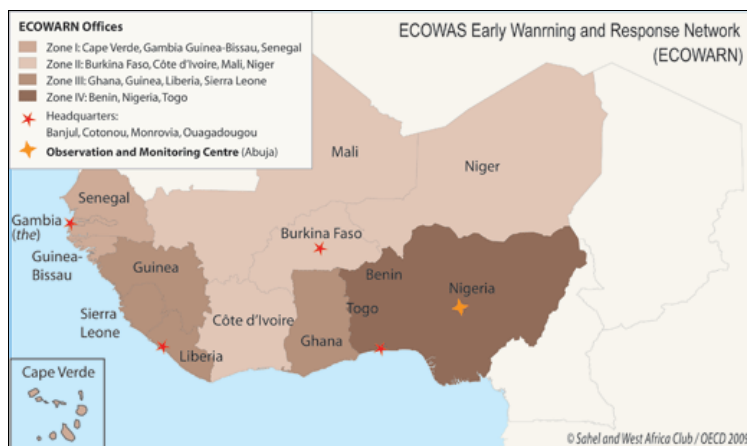 ECOWARN Offices
Zone I: Cape Verde, Gambia Guinea-Bissau, Senegal
Zone II: Burkina Faso, Côte d'Ivoire, Mali, Niger
Zone III: Ghana, Guinea, Liberia, Sierra Leone
Zone IV: Benin, Nigeria, Togo
Headquarters:
Banjul, Cotonou, Monrovia, Ouagadougou
Observation and Monitoring Centre (Abuja)
ECOWAS Early Wanrning and Response Network
(ECOWARN)
Mali
Niger
Senegal
Gambia
(the)
Burkina Faso
Guinea-
Bissau
Guinea
Benin
Nigeria
Sierra
Leone
Côte d'Ivoire
Togo
Ghana
Liberia
Cape Verde
© Sahel and West Africa Club / OECD 2009